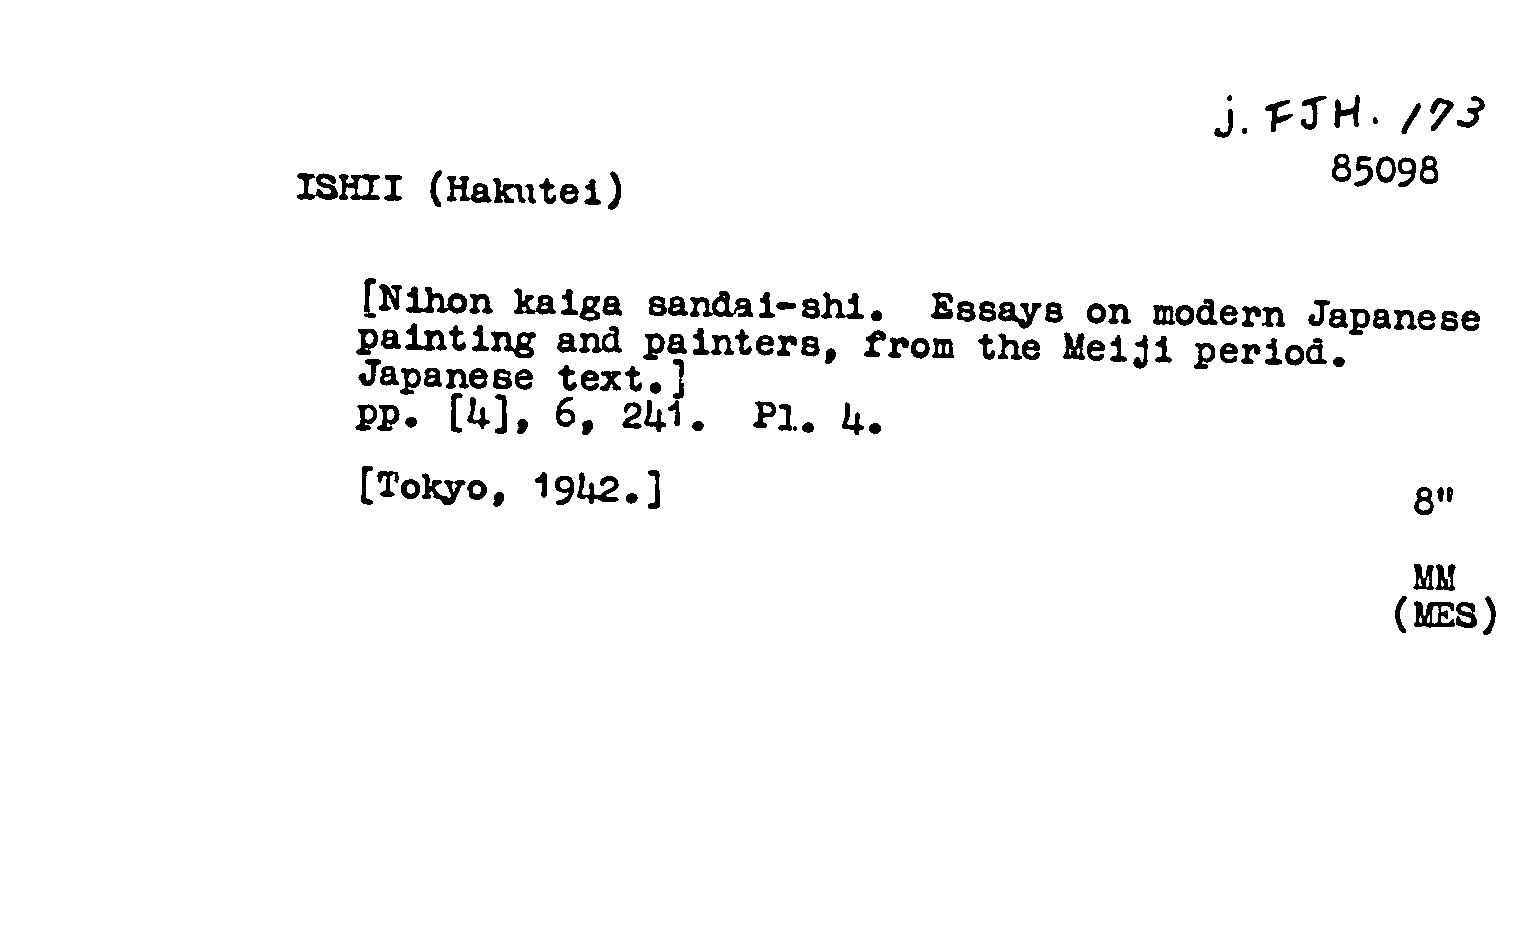 j. FJH. 173
85098
ISHII (Hakutei)
[Nihon kaiga sandai-shi. Essays on modern Japanese
painting and painters, from the Meiji period.
Japanese text.]
pp. [4], 6, 241. Pl. 4.
[Tokyo, 1942.]
8"
MM
(MES)